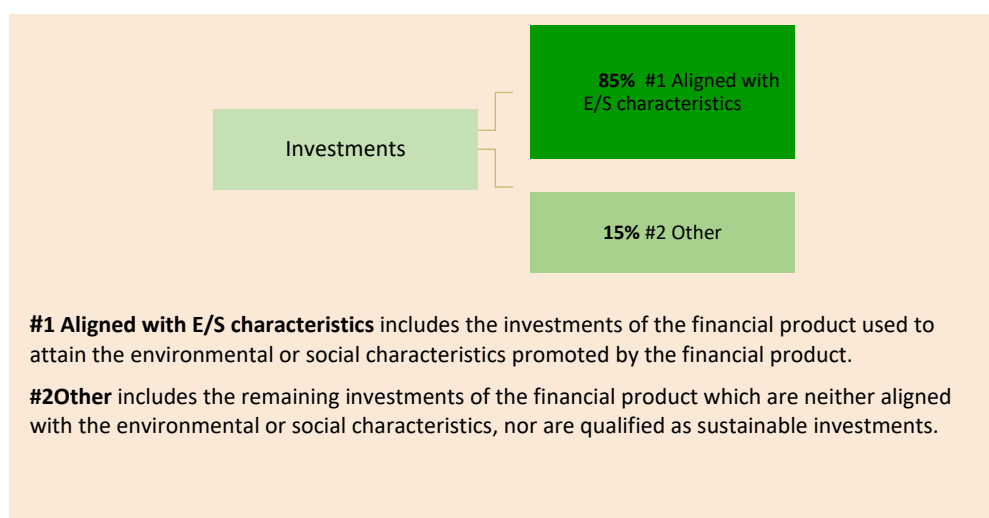 85% #1 Aligned with
E/S characteristics
Investments
15% #2 Other
#1 Aligned with E/S characteristics includes the investments of the financial product used to
attain the environmental or social characteristics promoted by the financial product.
#2Other includes the remaining investments of the financial product which are neither aligned
with the environmental or social characteristics, nor are qualified as sustainable investments.